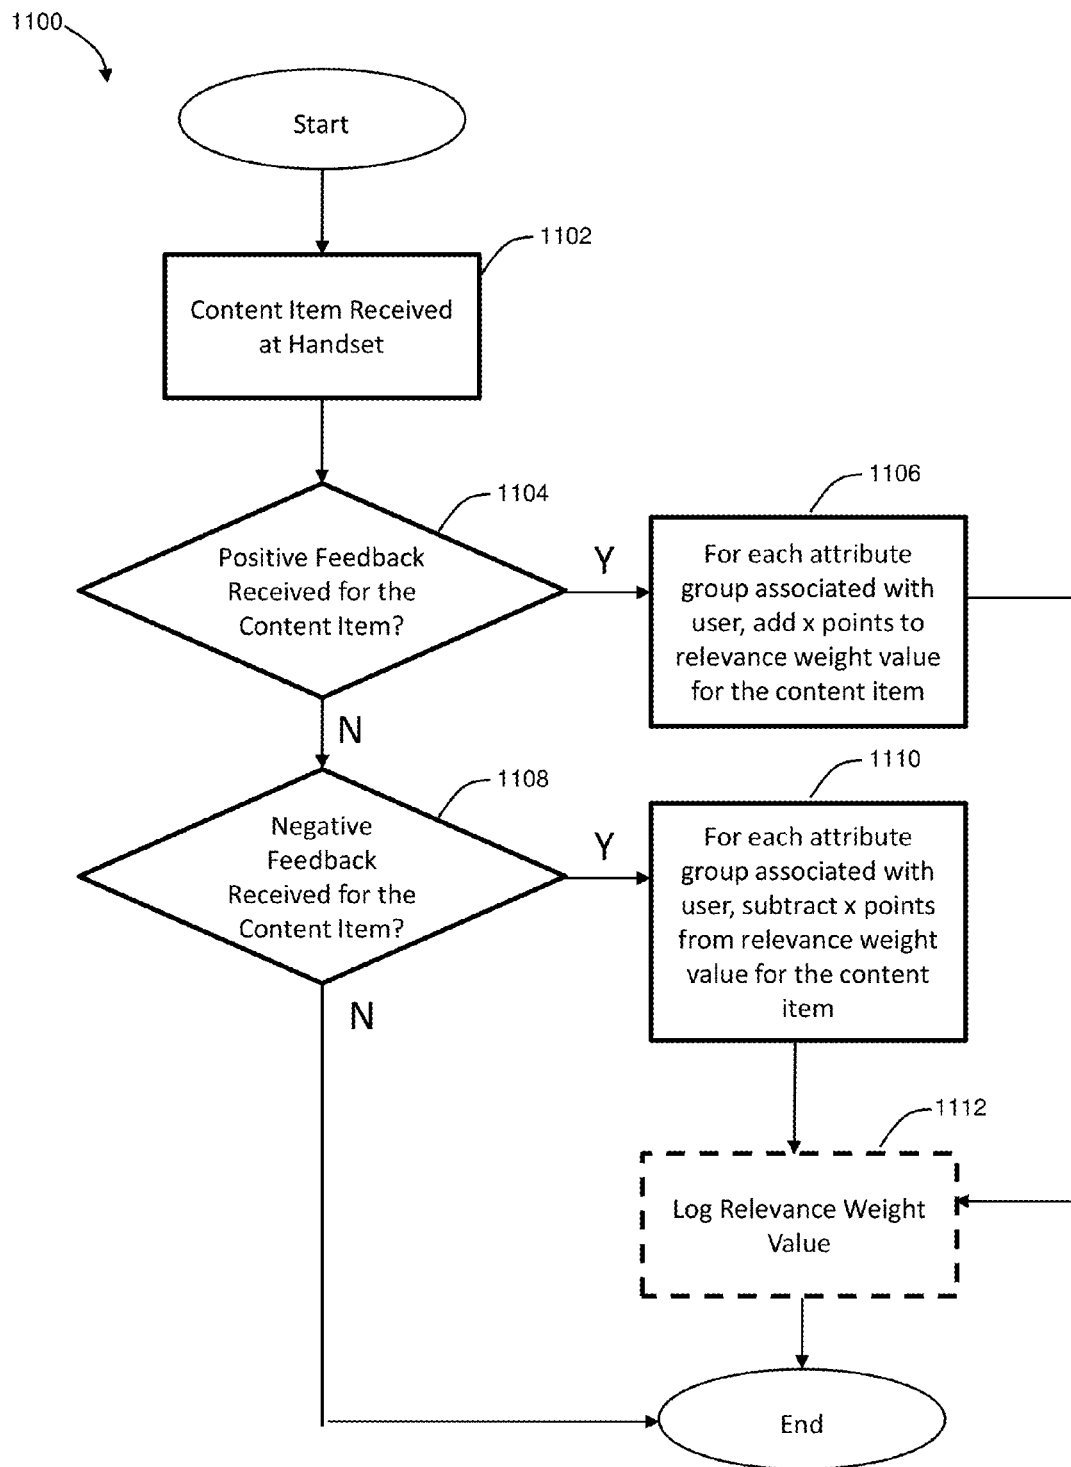 1100
Start
1102
Content Item Received
at Handset
1104
Positive Feedback
Received for the
Content Item?
Y
1106
For each attribute
group associated with
user, add x points to
relevance weight value
for the content item
N
1108
Negative
Feedback
Received for the
Content Item?
Y
1110
For each attribute
group associated with
user, subtract x points
from relevance weight
value for the content
item
N
1112
Log Relevance Weight
Value
End